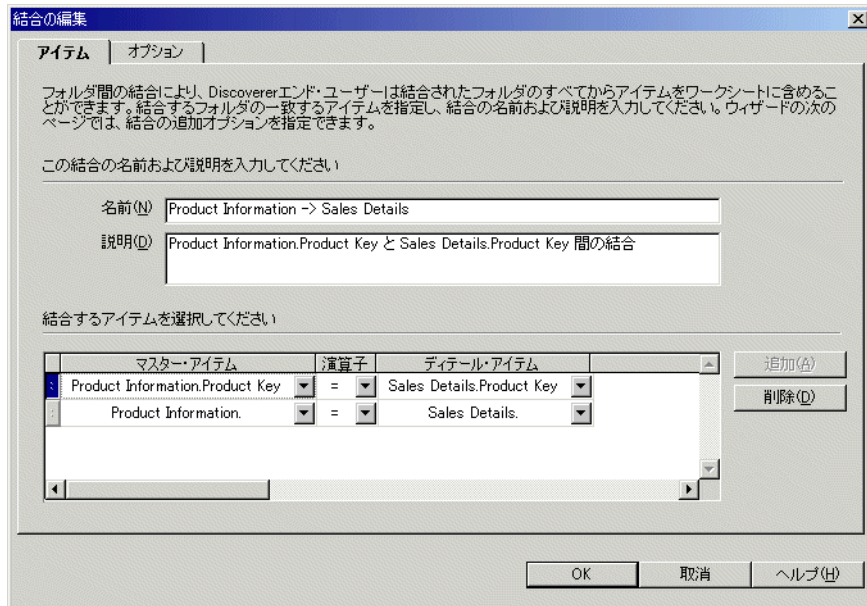 結合の編集
アイテム オプション
フォルダ間の結合により、Discovererエンド・ユーザーは結合されたフォルダのすべてからアイテムをワークシートに含めるこ
とができます。結合するフォルダの一致するアイテムを指定し、結合の名前および説明を入力してください。ウィザードの次の
ページでは、結合の追加オプションを指定できます。
この結合の名前および説明を入力してください
名前(N) Product Information -> Sales Details
説明(D) Product Information.Product Key と Sales Details.Product Key 間の結合
結合するアイテムを選択してください
マスター・アイテム 演算子 ディテール・アイテム 追加(A)
Product Information.Product Key = Sales Details.Product Key
削除(D)
Product Information. = Sales Details.
OK 取消 ヘルプ(H)